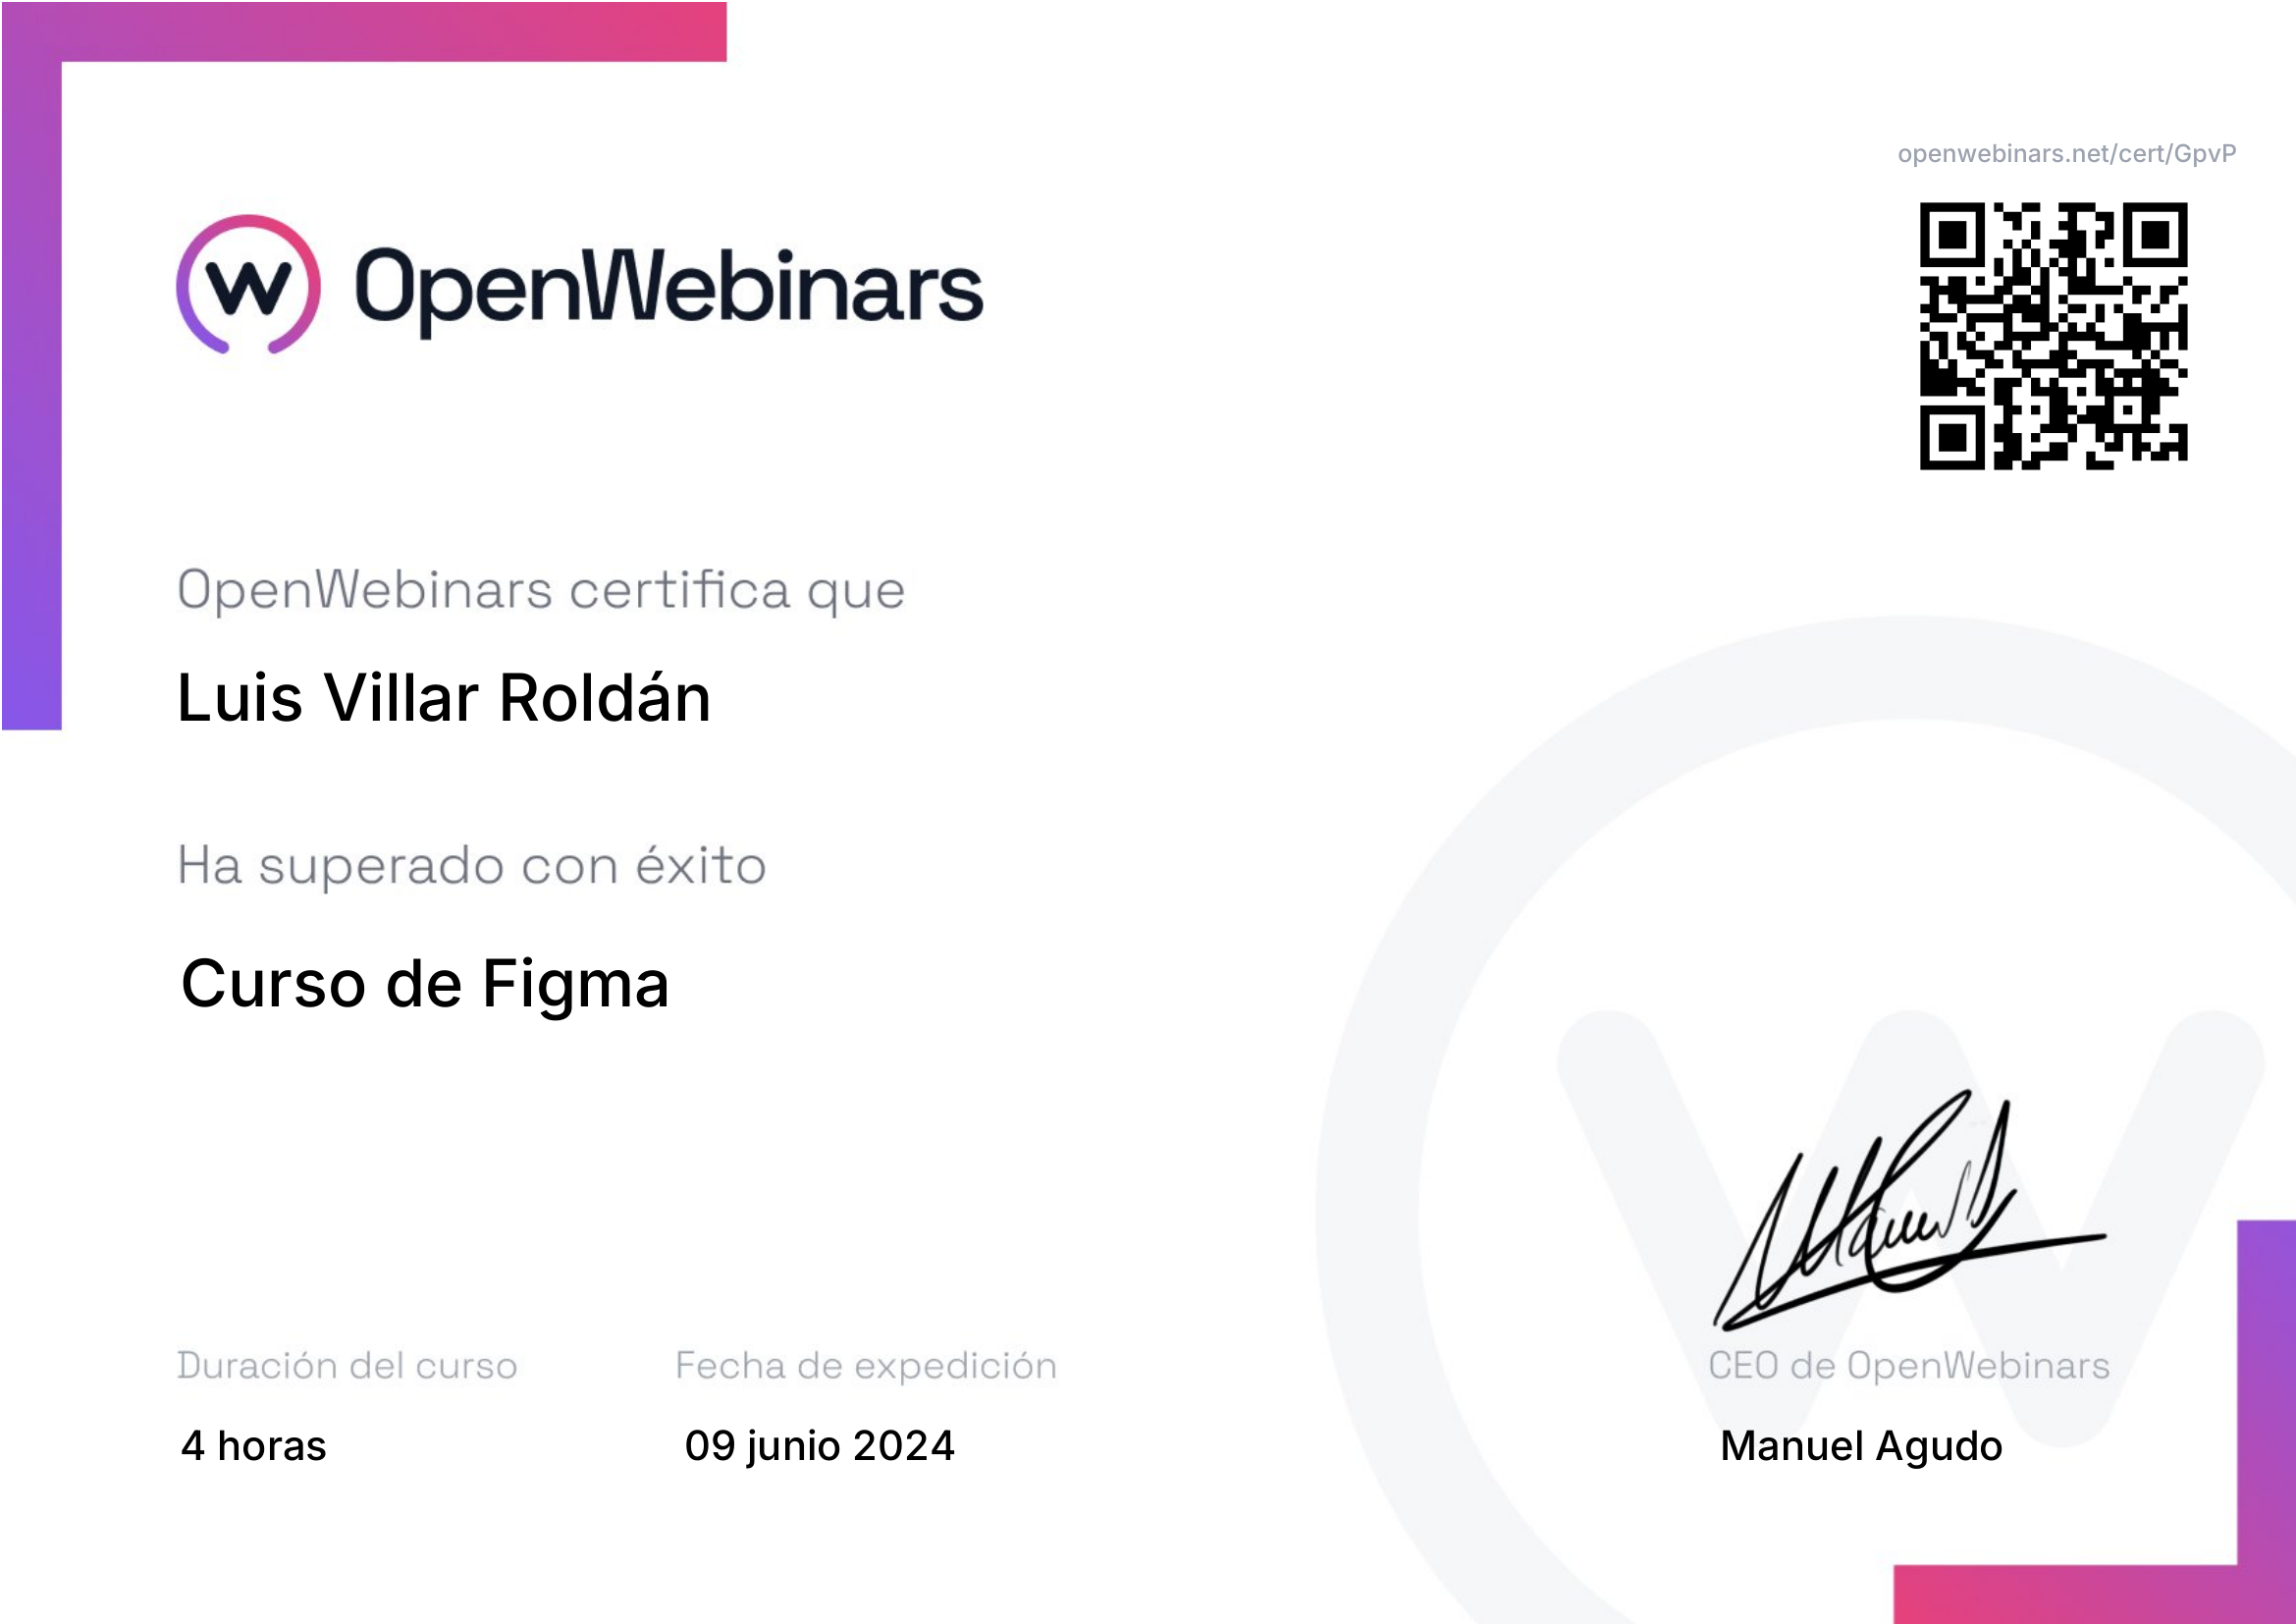 openwebinars.net/cert/GpvP
OpenWebinars
OpenWebinars certifica que
Luis Villar Roldán
Ha superado con éxito
Curso de Figma
Duración del curso
Fecha de expedición
CEO de OpenWebinars
4 horas
09 junio 2024
Manuel Agudo